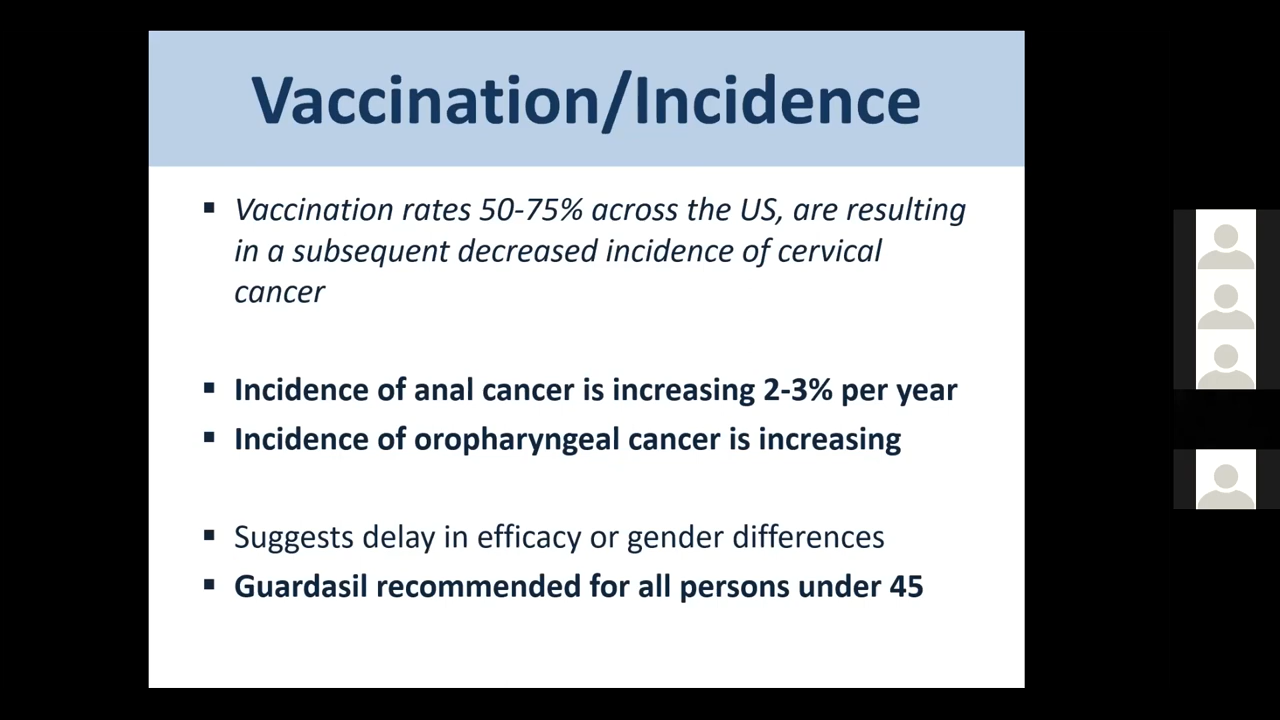 Vaccination/Incidence
▪ Vaccination rates 50-75% across the US, are resulting
in a subsequent decreased incidence of cervical
cancer
▪ Incidence of anal cancer is increasing 2-3% per year
▪ Incidence of oropharyngeal cancer is increasing
▪ Suggests delay in efficacy or gender differences
▪ Guardasil recommended for all persons under 45